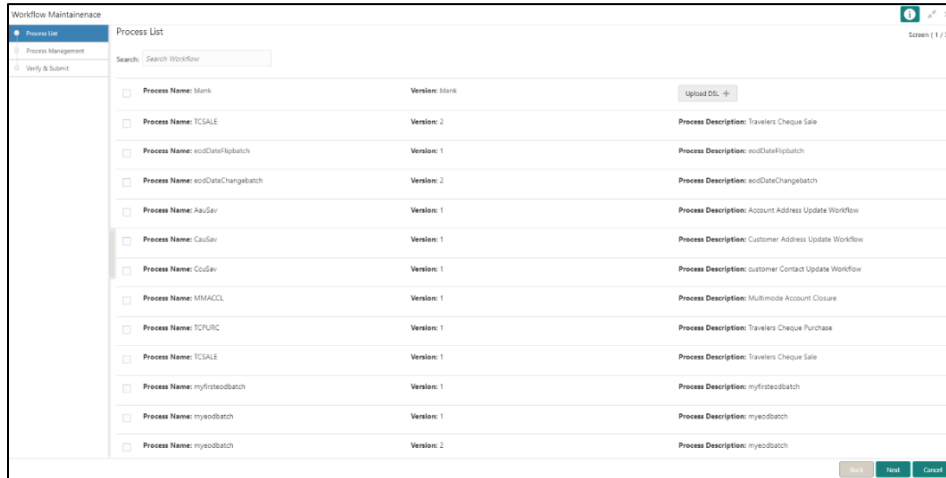 Workflow Maintainenace
Process List
Process Management
Verify & Submit
Process List
Screen ( 1 /
Search: Search Workflow
Process Name: blank Version: blank Upload DSL +
Process Name: TCSALE Version: 2 Process Description: Travelers Cheque Sale
Process Name: eodDateFlipbatch Version: 1 Process Description: eodDateFlipbatch
Process Name: eodDateChangebatch Version: 2 Process Description: eodDateChangebatch
Process Name: AauSav Version: 1 Process Description: Account Address Update Workflow
Process Name: CauSav Version: 1 Process Description: Customer Address Update Workflow
Process Name: CcuSav Version: 1 Process Description: customer Contact Update Workflow
Process Name: MMACCL Version: 1 Process Description: Multimode Account Closure
Process Name: TCPURC Version: 1 Process Description: Travelers Cheque Purchase
Process Name: TCSALE Version: 1 Process Description: Travelers Cheque Sale
Process Name: myfirsteodbatch Version: 1 Process Description: myfirsteodbatch
Process Name: myeodbatch Version: 1 Process Description: myeodbatch
Process Name: myeodbatch Version: 2 Process Description: myeodbatch
Back Next Cancel